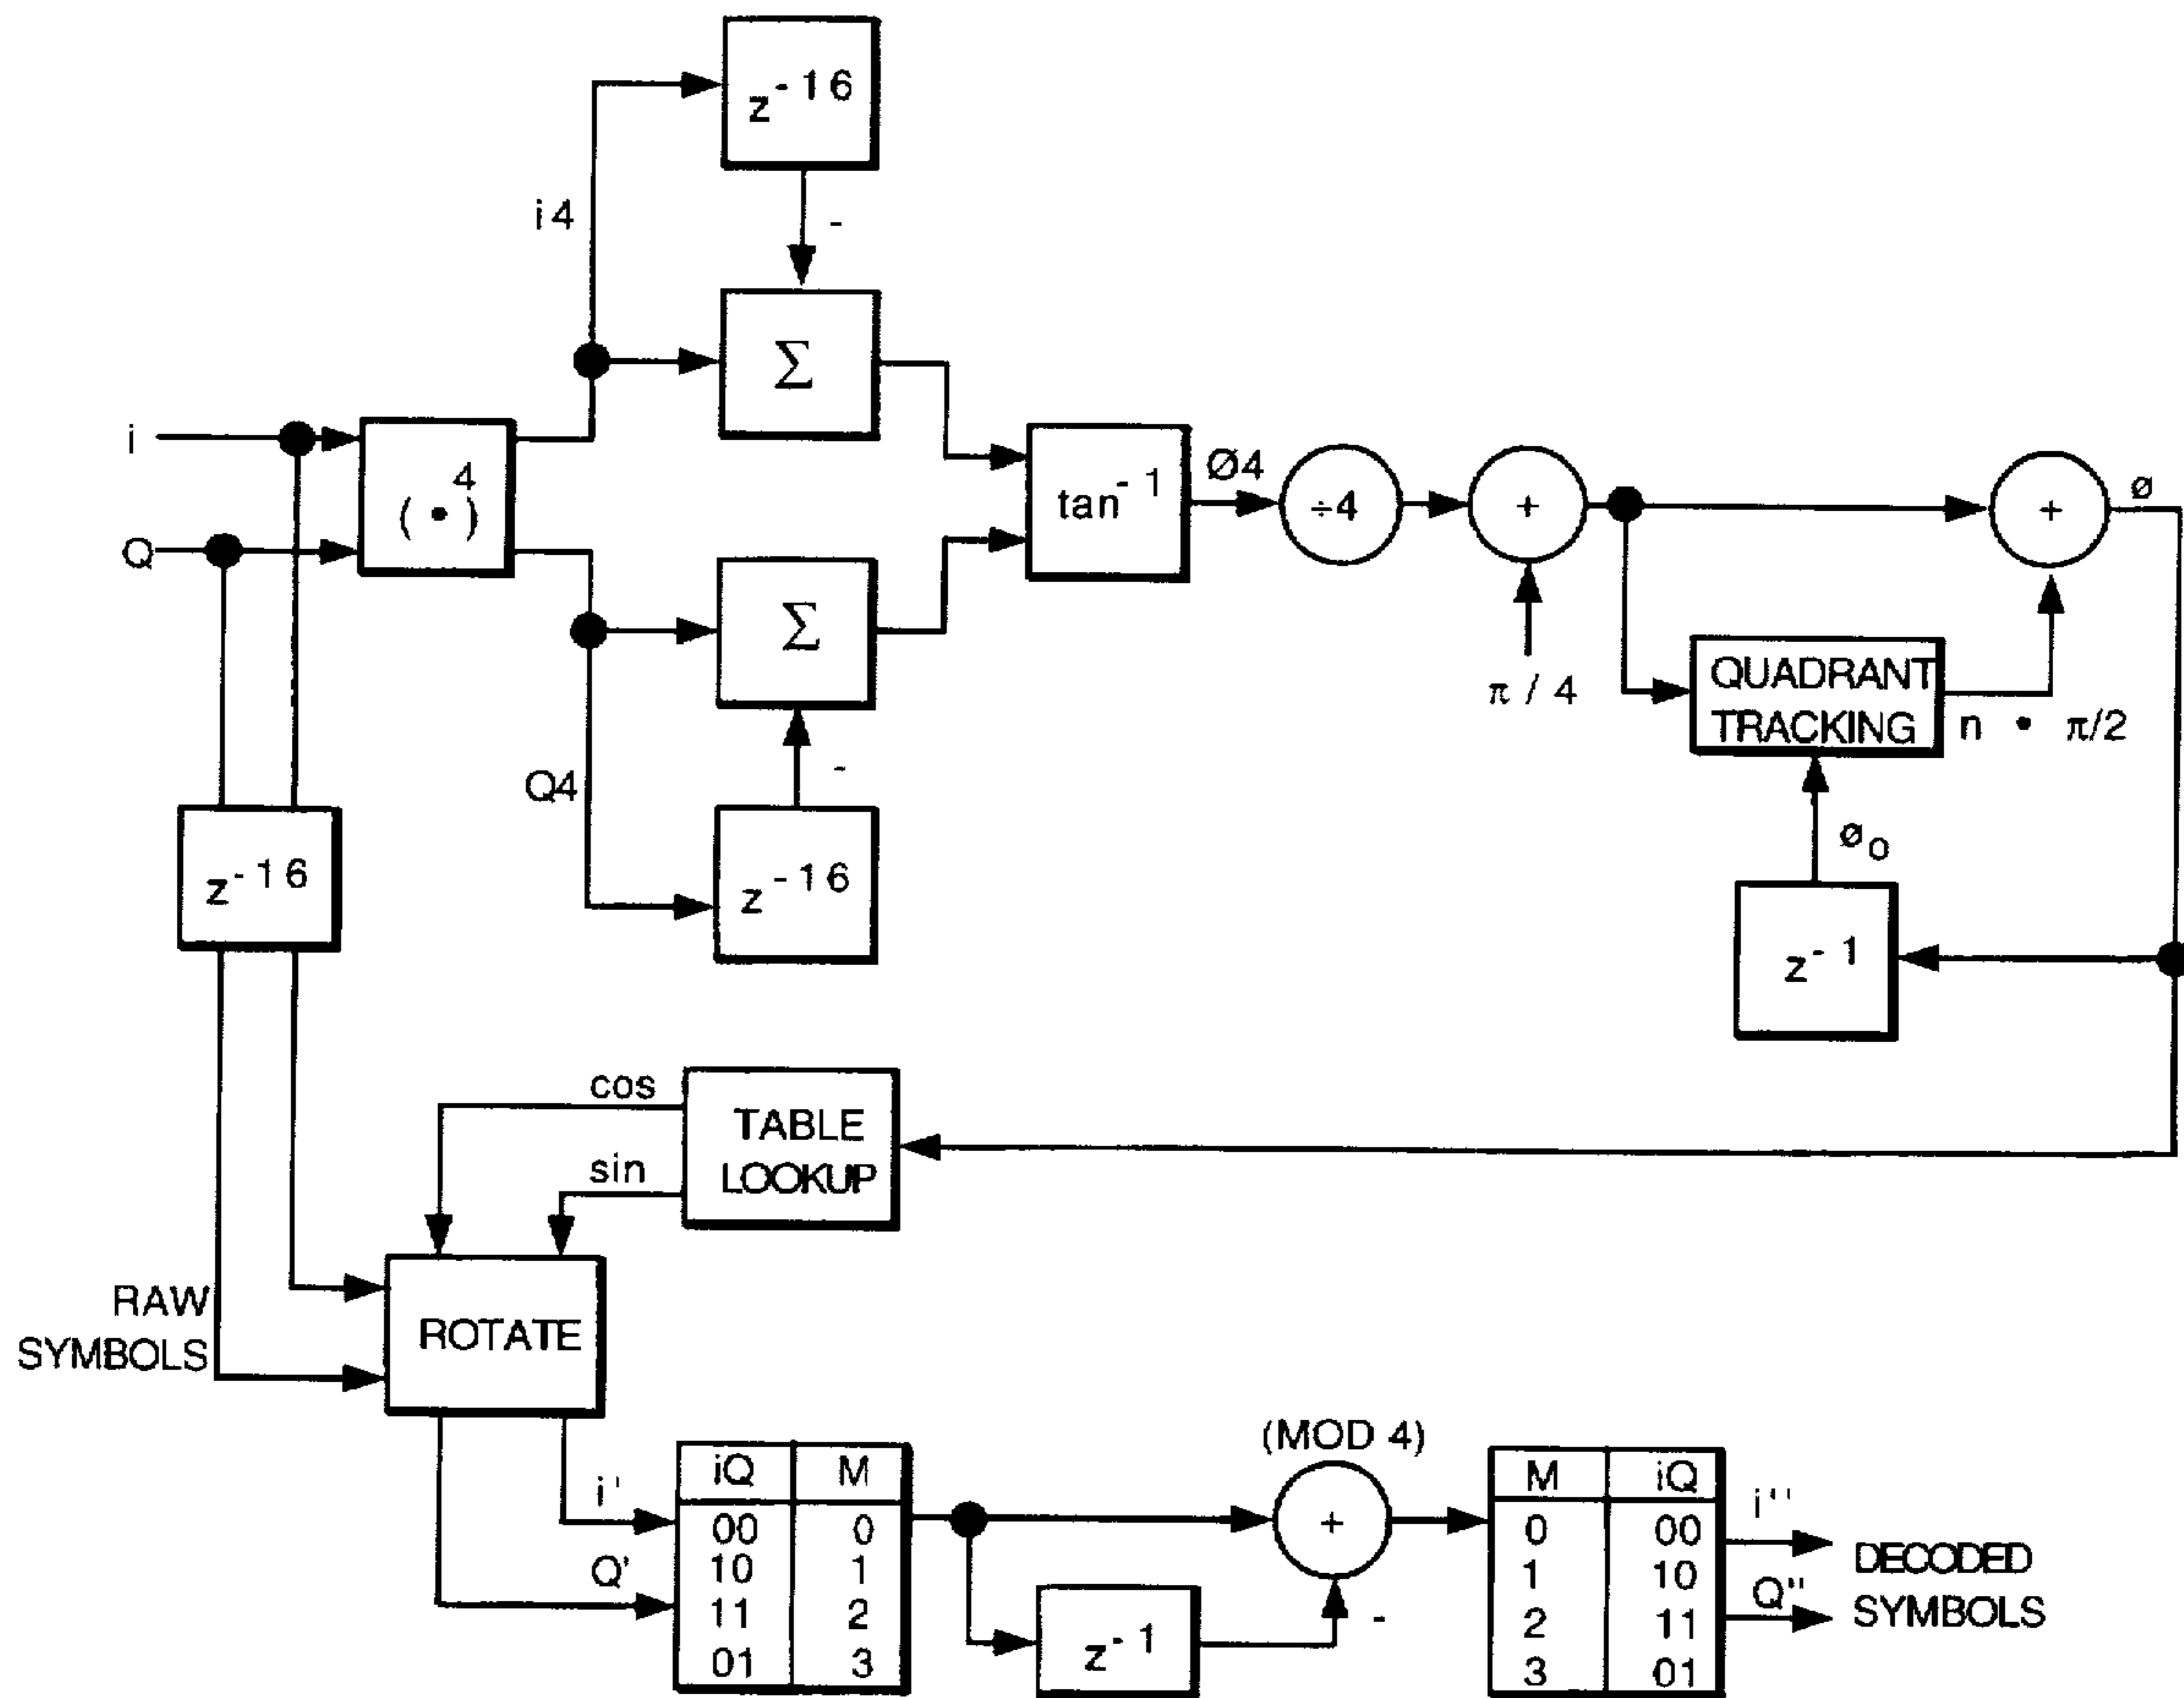 z⁻¹⁶
-
i4
Σ
i
Q
(•)⁴
tan⁻¹
Ø4
÷4
+
π / 4
+
ø
QUADRANT
TRACKING
n • π/2
Σ
-
Q4
z⁻¹⁶
z⁻¹⁶
ø₀
z⁻¹
cos
sin
TABLE
LOOKUP
RAW
SYMBOLS
ROTATE
i'
Q'
iQ M
00 0
10 1
11 2
01 3
(MOD 4)
+
-
z⁻¹
M iQ
0 00
1 10
2 11
3 01
i''
Q''
DECODED
SYMBOLS